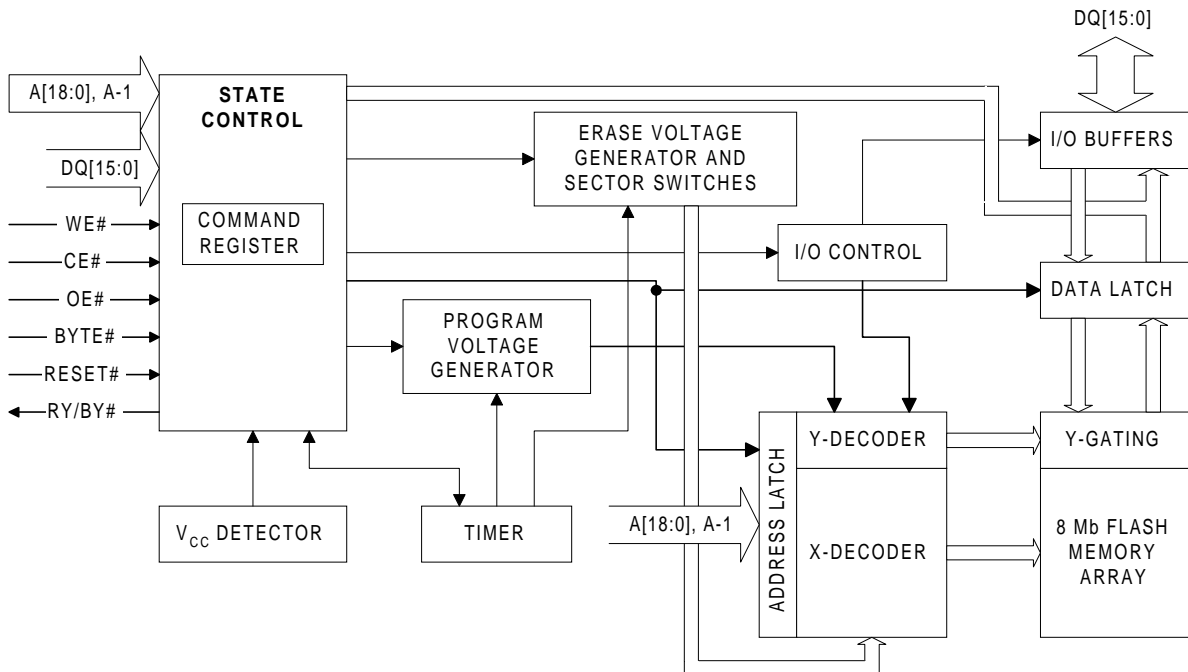 DQ[15:0]
A[18:0], A-1
STATE
CONTROL
DQ[15:0]
WE#
CE#
OE#
BYTE#
RESET#
RY/BY#
COMMAND
REGISTER
ERASE VOLTAGE
GENERATOR AND
SECTOR SWITCHES
I/O BUFFERS
I/O CONTROL
DATA LATCH
PROGRAM
VOLTAGE
GENERATOR
VCC DETECTOR
TIMER
A[18:0], A-1
ADDRESS LATCH
Y-DECODER
X-DECODER
Y-GATING
8 Mb FLASH
MEMORY
ARRAY